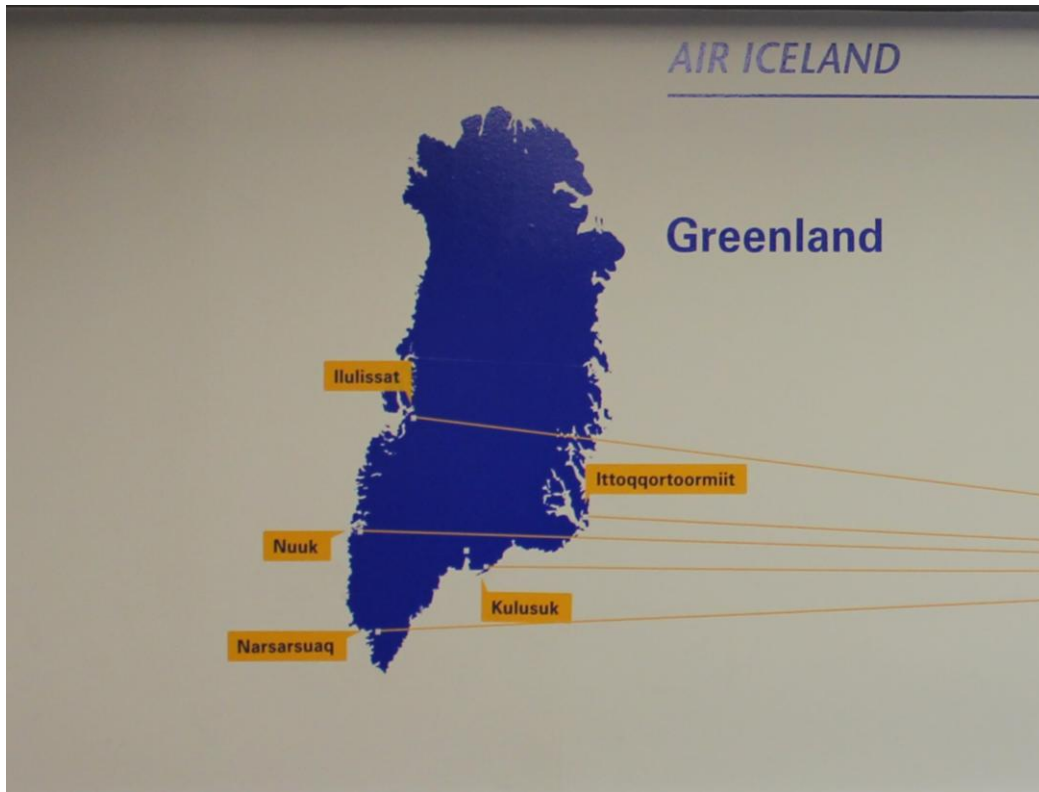 AIR ICELAND
Greenland
Ilulissat
Ittoqqortoormiit
Nuuk
Kulusuk
Narsarsuaq